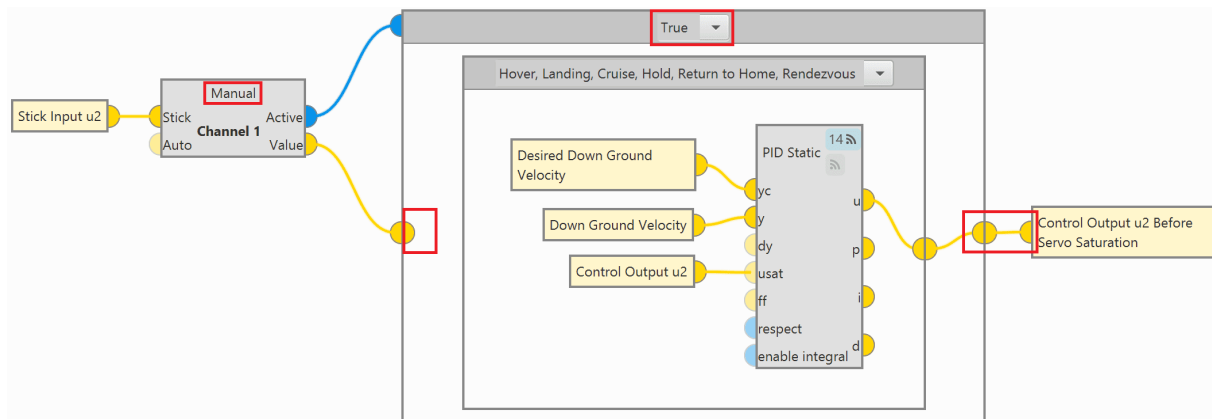 True
Hover, Landing, Cruise, Hold, Return to Home, Rendezvous
Manual
Stick Input u2
Stick
Active
Channel 1
Auto
Value
14
PID Static
Desired Down Ground
Velocity
yc
u
Down Ground Velocity
y
dy
p
Control Output u2
usat
ff
i
respect
d
enable integral
Control Output u2 Before
Servo Saturation